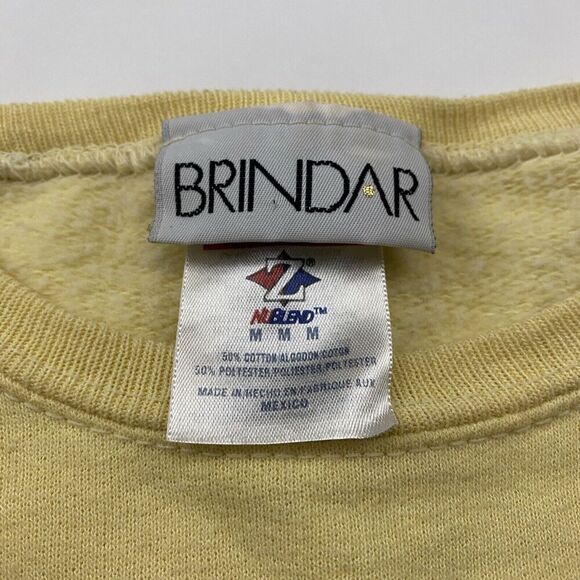 BRINDAR
Z®
NuBLEND™
M M M
50% COTTON/ALGODON/COTON
50% POLYESTER/POLIESTER/POLYESTER
MADE IN/HECHO EN/FABRIQUE AUX
MEXICO